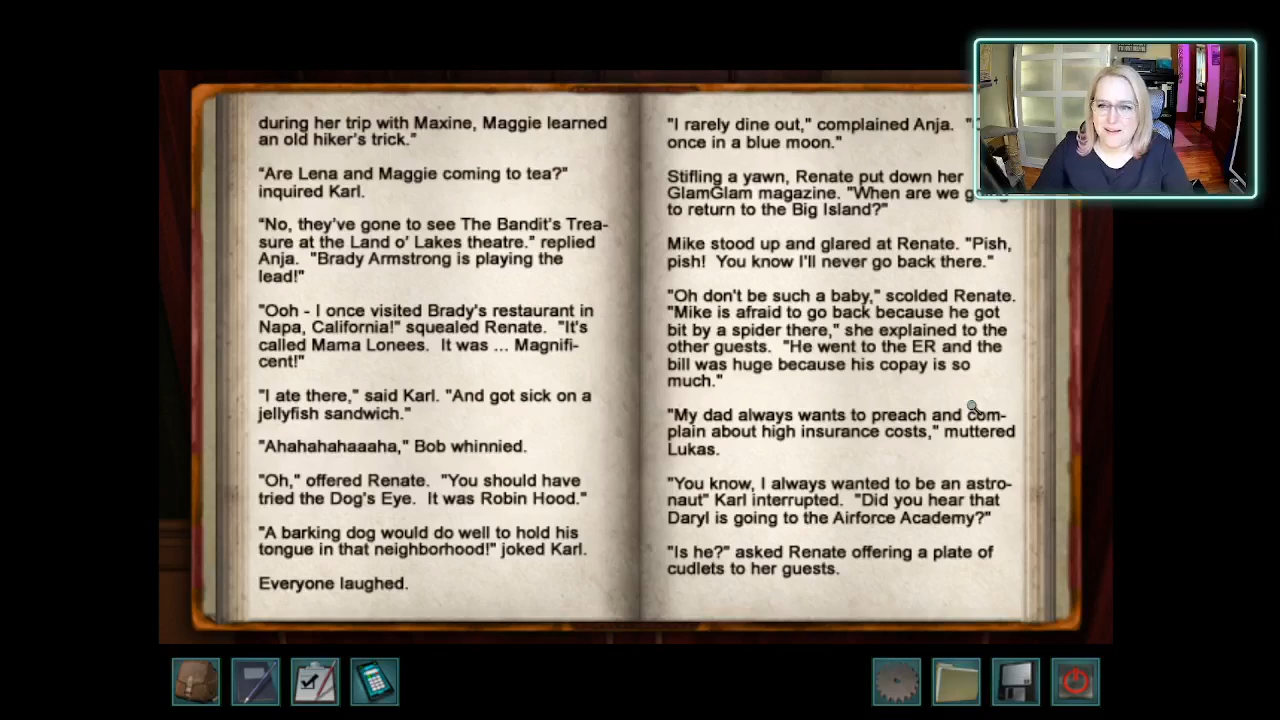 during her trip with Maxine, Maggie learned
an old hiker's trick."
"Are Lena and Maggie coming to tea?"
inquired Karl.
"No, they've gone to see The Bandit's Trea-
sure at the Land o' Lakes theatre." replied
Anja.  "Brady Armstrong is playing the
lead!"
"Ooh - I once visited Brady's restaurant in
Napa, California!" squealed Renate.  "It's
called Mama Lonees.  It was ... Magnifi-
cent!"
"I ate there," said Karl. "And got sick on a
jellyfish sandwich."
"Ahahahahaaaha," Bob whinnied.
"Oh," offered Renate.  "You should have
tried the Dog's Eye.  It was Robin Hood."
"A barking dog would do well to hold his
tongue in that neighborhood!" joked Karl.
Everyone laughed.
"I rarely dine out," complained Anja.  "
once in a blue moon."
Stifling a yawn, Renate put down her
GlamGlam magazine. "When are we
to return to the Big Island?"
Mike stood up and glared at Renate. "Pish,
pish!  You know I'll never go back there."
"Oh don't be such a baby," scolded Renate.
"Mike is afraid to go back because he got
bit by a spider there," she explained to the
other guests.  "He went to the ER and the
bill was huge because his copay is so
much."
"My dad always wants to preach and com-
plain about high insurance costs," muttered
Lukas.
"You know, I always wanted to be an astro-
naut" Karl interrupted.  "Did you hear that
Daryl is going to the Airforce Academy?"
"Is he?" asked Renate offering a plate of
cudlets to her guests.